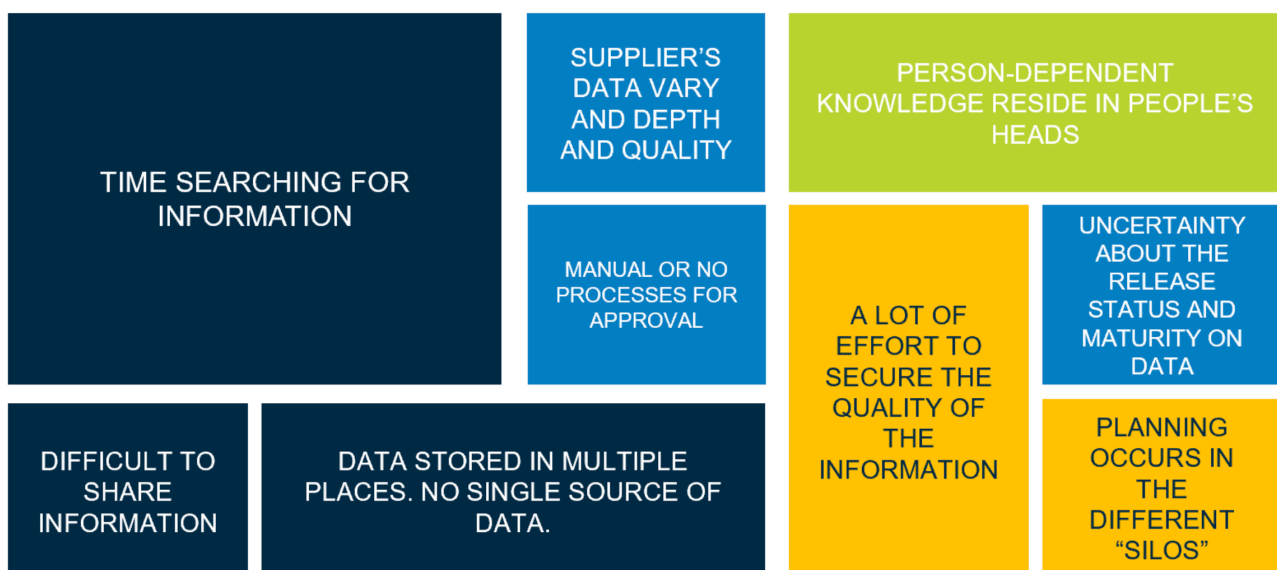 TIME SEARCHING FOR
INFORMATION
SUPPLIER’S
DATA VARY
AND DEPTH
AND QUALITY
PERSON-DEPENDENT
KNOWLEDGE RESIDE IN PEOPLE’S
HEADS
MANUAL OR NO
PROCESSES FOR
APPROVAL
A LOT OF
EFFORT TO
SECURE THE
QUALITY OF
THE
INFORMATION
UNCERTAINTY
ABOUT THE
RELEASE
STATUS AND
MATURITY ON
DATA
DIFFICULT TO
SHARE
INFORMATION
DATA STORED IN MULTIPLE
PLACES. NO SINGLE SOURCE OF
DATA.
PLANNING
OCCURS IN
THE
DIFFERENT
“SILOS”